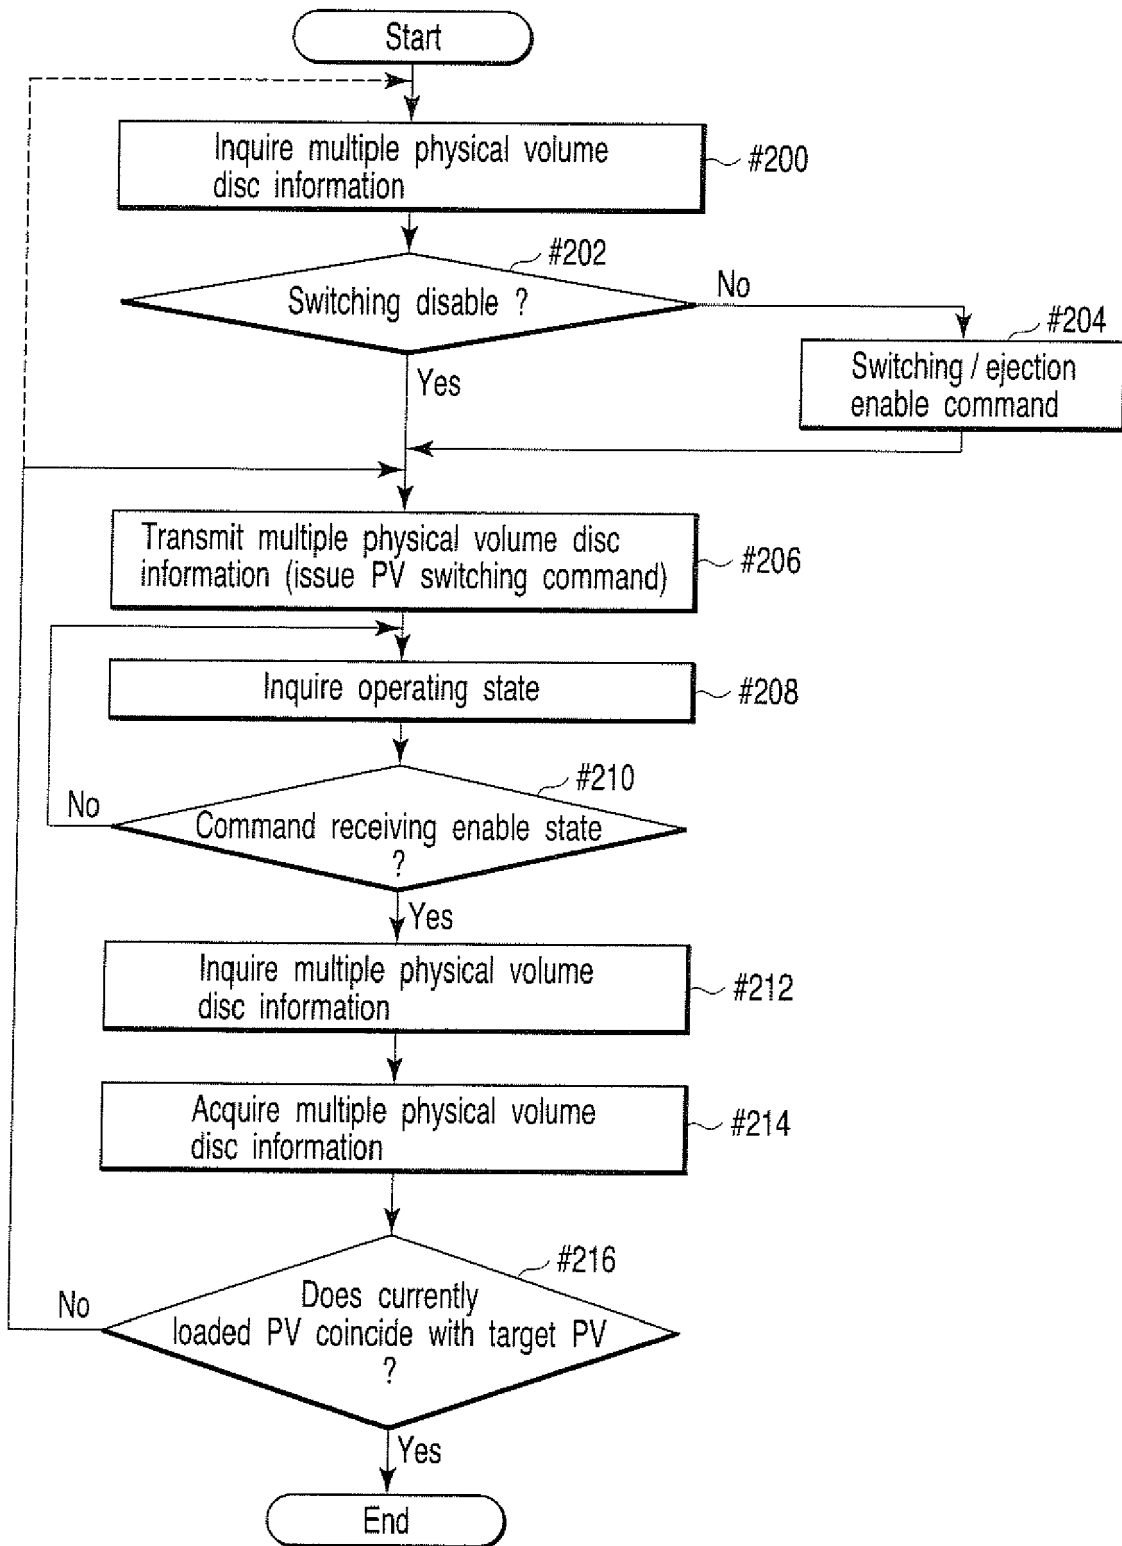 Start
Inquire multiple physical volume
disc information
#200
#202
Switching disable ?
No
#204
Switching / ejection
enable command
Yes
Transmit multiple physical volume disc
information (issue PV switching command)
#206
Inquire operating state
#208
#210
No
Command receiving enable state
?
Yes
Inquire multiple physical volume
disc information
#212
Acquire multiple physical volume
disc information
#214
#216
No
Does currently
loaded PV coincide with target PV
?
Yes
End